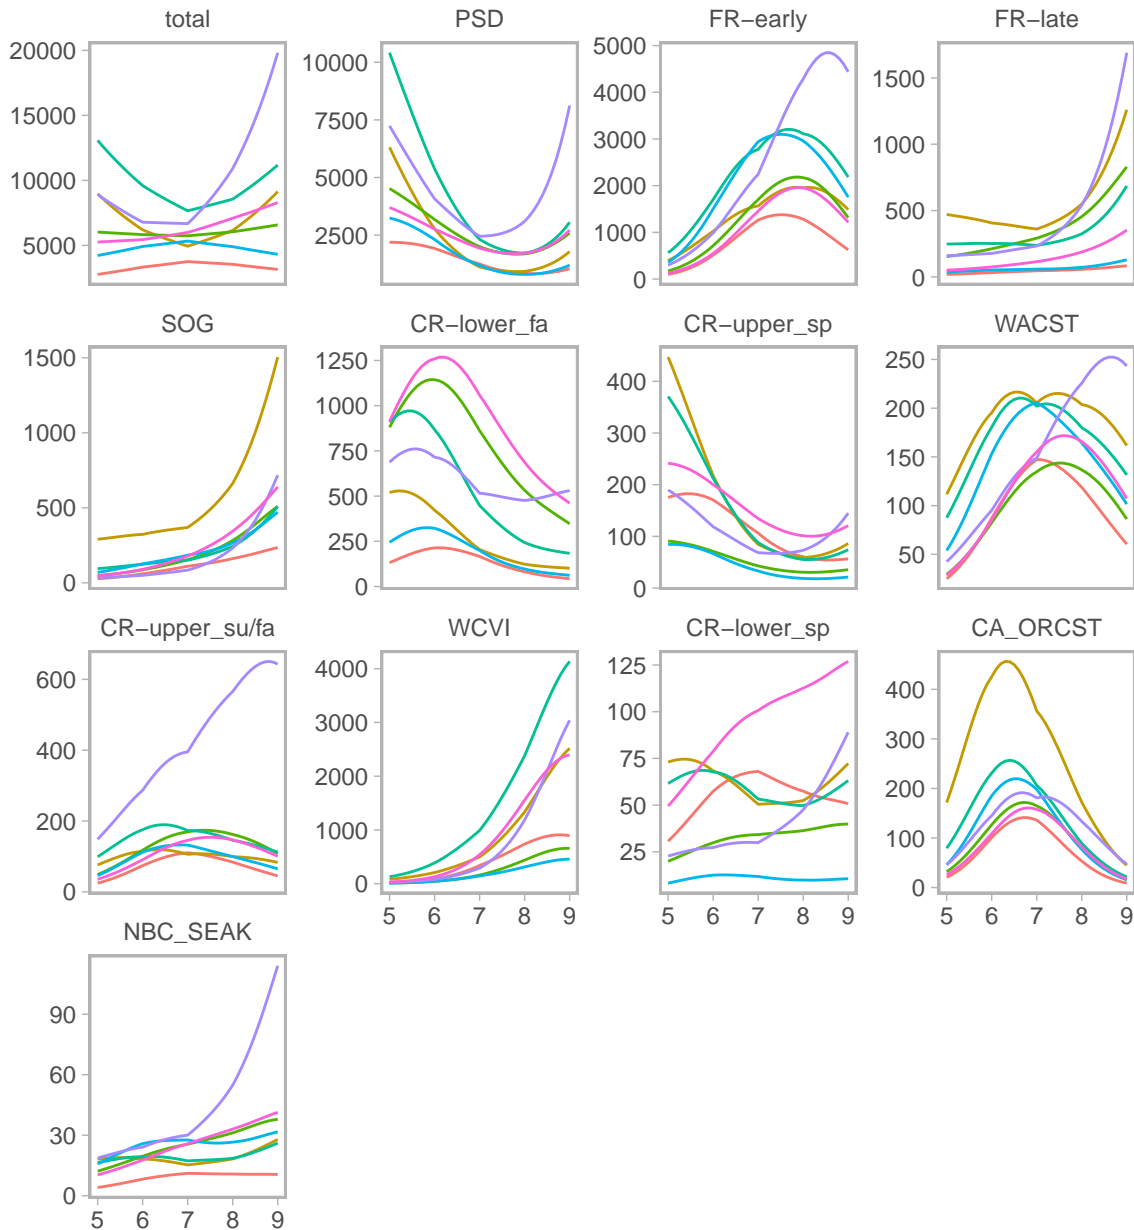 total PSD FR−early FR−late
20000 15000 10000 5000
10000 7500 5000 2500
5000 4000 3000 2000 1000 0
1500 1000 500 0
SOG CR−lower_fa CR−upper_sp WACST
1500 1000 500 0
1250 1000 750 500 250 0
400 300 200 100 0
250 200 150 100 50
CR−upper_su/fa WCVI CR−lower_sp CA_ORCST
600 400 200 0
4000 3000 2000 1000 0
125 100 75 50 25
400 300 200 100 0
5 6 7 8 9 5 6 7 8 9 5 6 7 8 9
NBC_SEAK
90 60 30 0
5 6 7 8 9